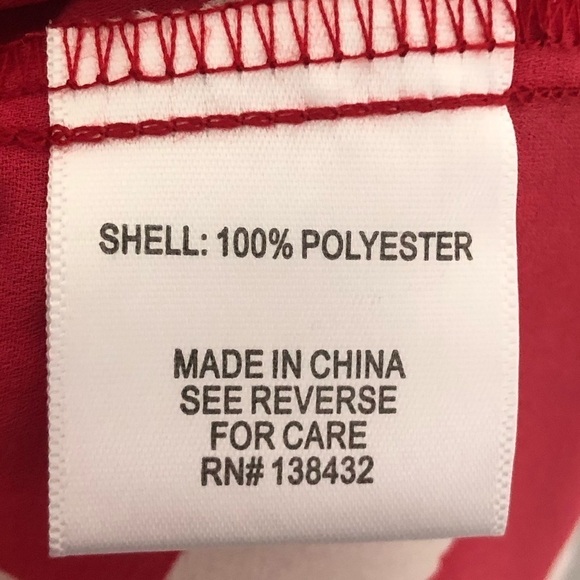 SHELL: 100% POLYESTER
MADE IN CHINA
SEE REVERSE
FOR CARE
RN# 138432